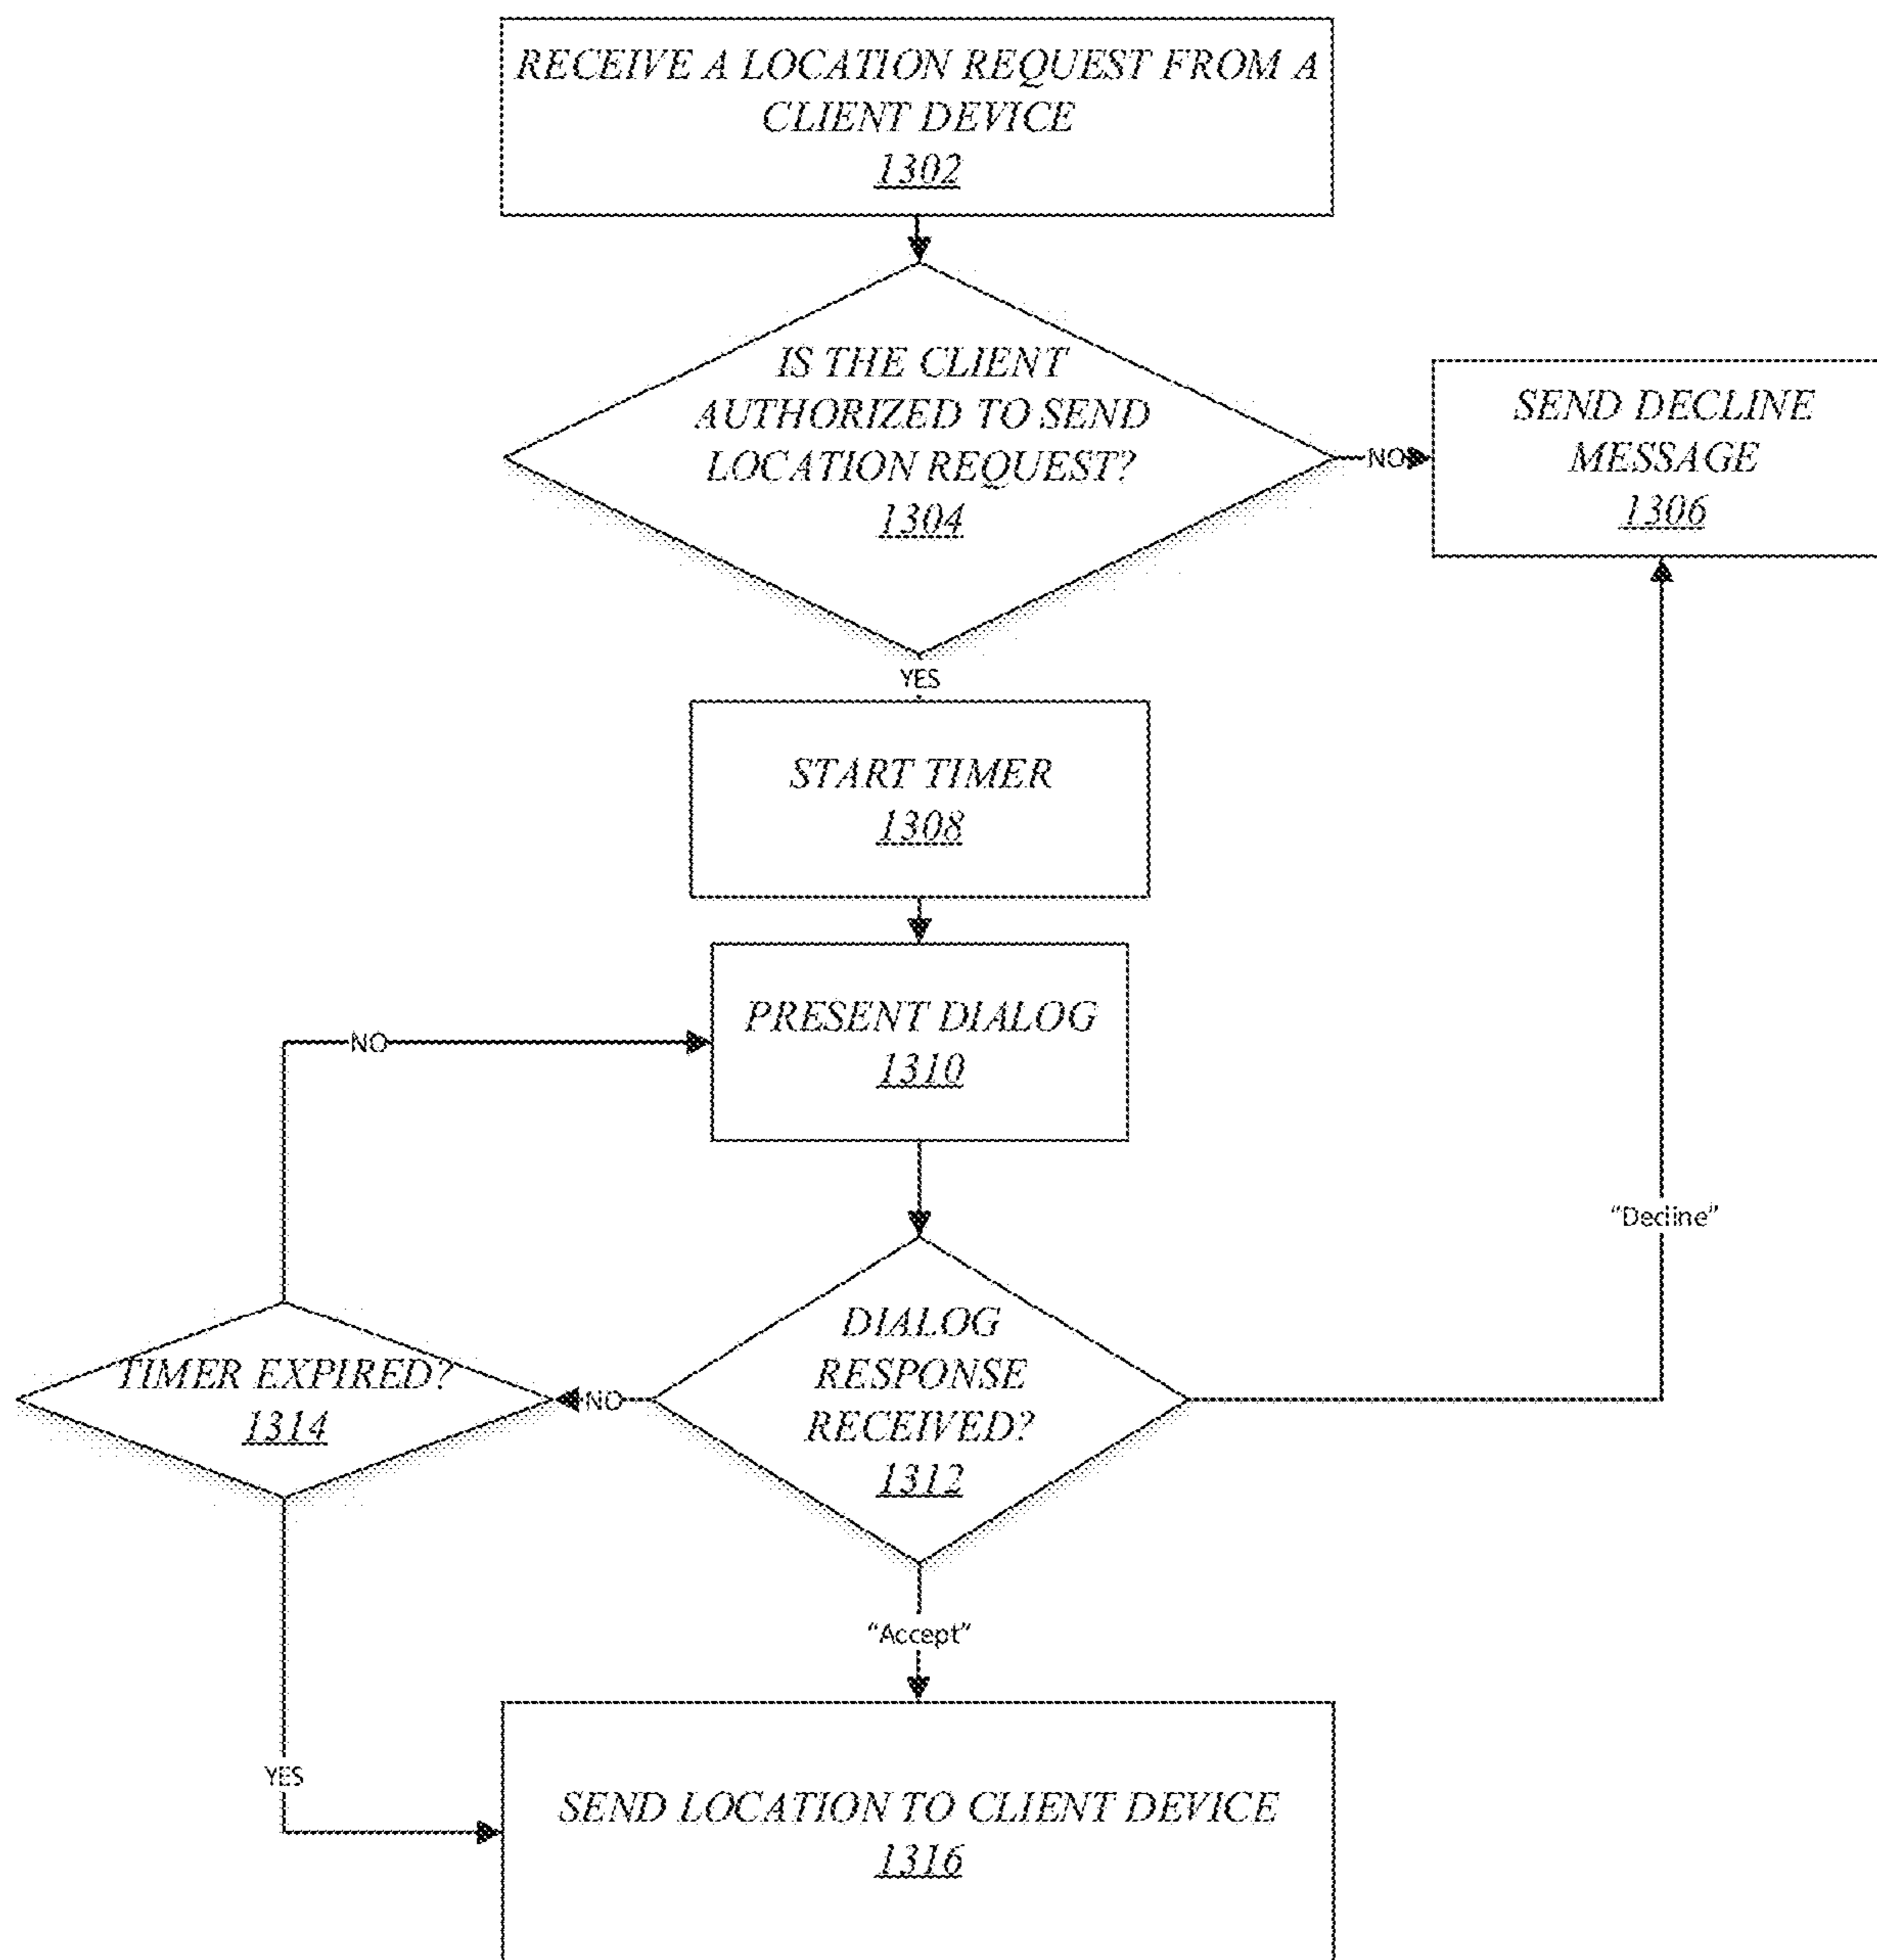 RECEIVE A LOCATION REQUEST FROM A
CLIENT DEVICE
1302
IS THE CLIENT
AUTHORIZED TO SEND
LOCATION REQUEST?
1304
NO
SEND DECLINE
MESSAGE
1306
YES
START TIMER
1308
PRESENT DIALOG
1310
NO
"Decline"
DIALOG
RESPONSE
RECEIVED?
1312
NO
TIMER EXPIRED?
1314
"Accept"
YES
SEND LOCATION TO CLIENT DEVICE
1316